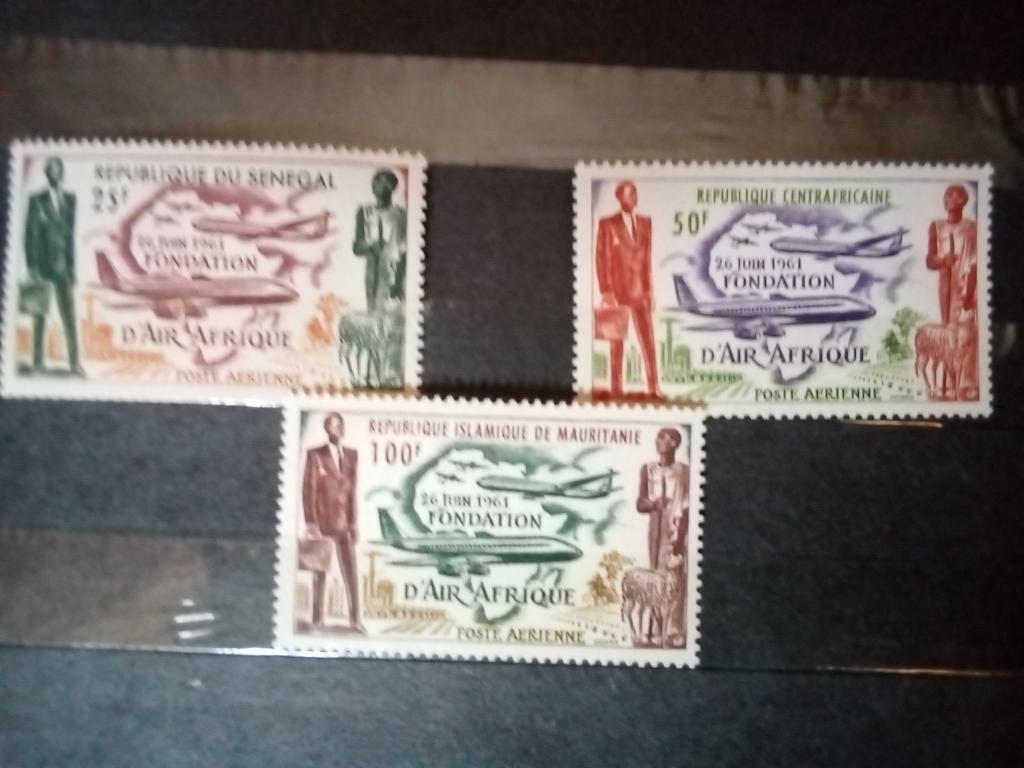 REPUBLIQUE DU SENEGAL
25F
26 JUIN 1961
FONDATION
D'AIR AFRIQUE
POSTE AERIENNE
REPUBLIQUE CENTRAFRICAINE
50F
26 JUIN 1961
FONDATION
D'AIR AFRIQUE
POSTE AERIENNE
REPUBLIQUE ISLAMIQUE DE MAURITANIE
100F
26 JUIN 1961
FONDATION
D'AIR AFRIQUE
POSTE AERIENNE